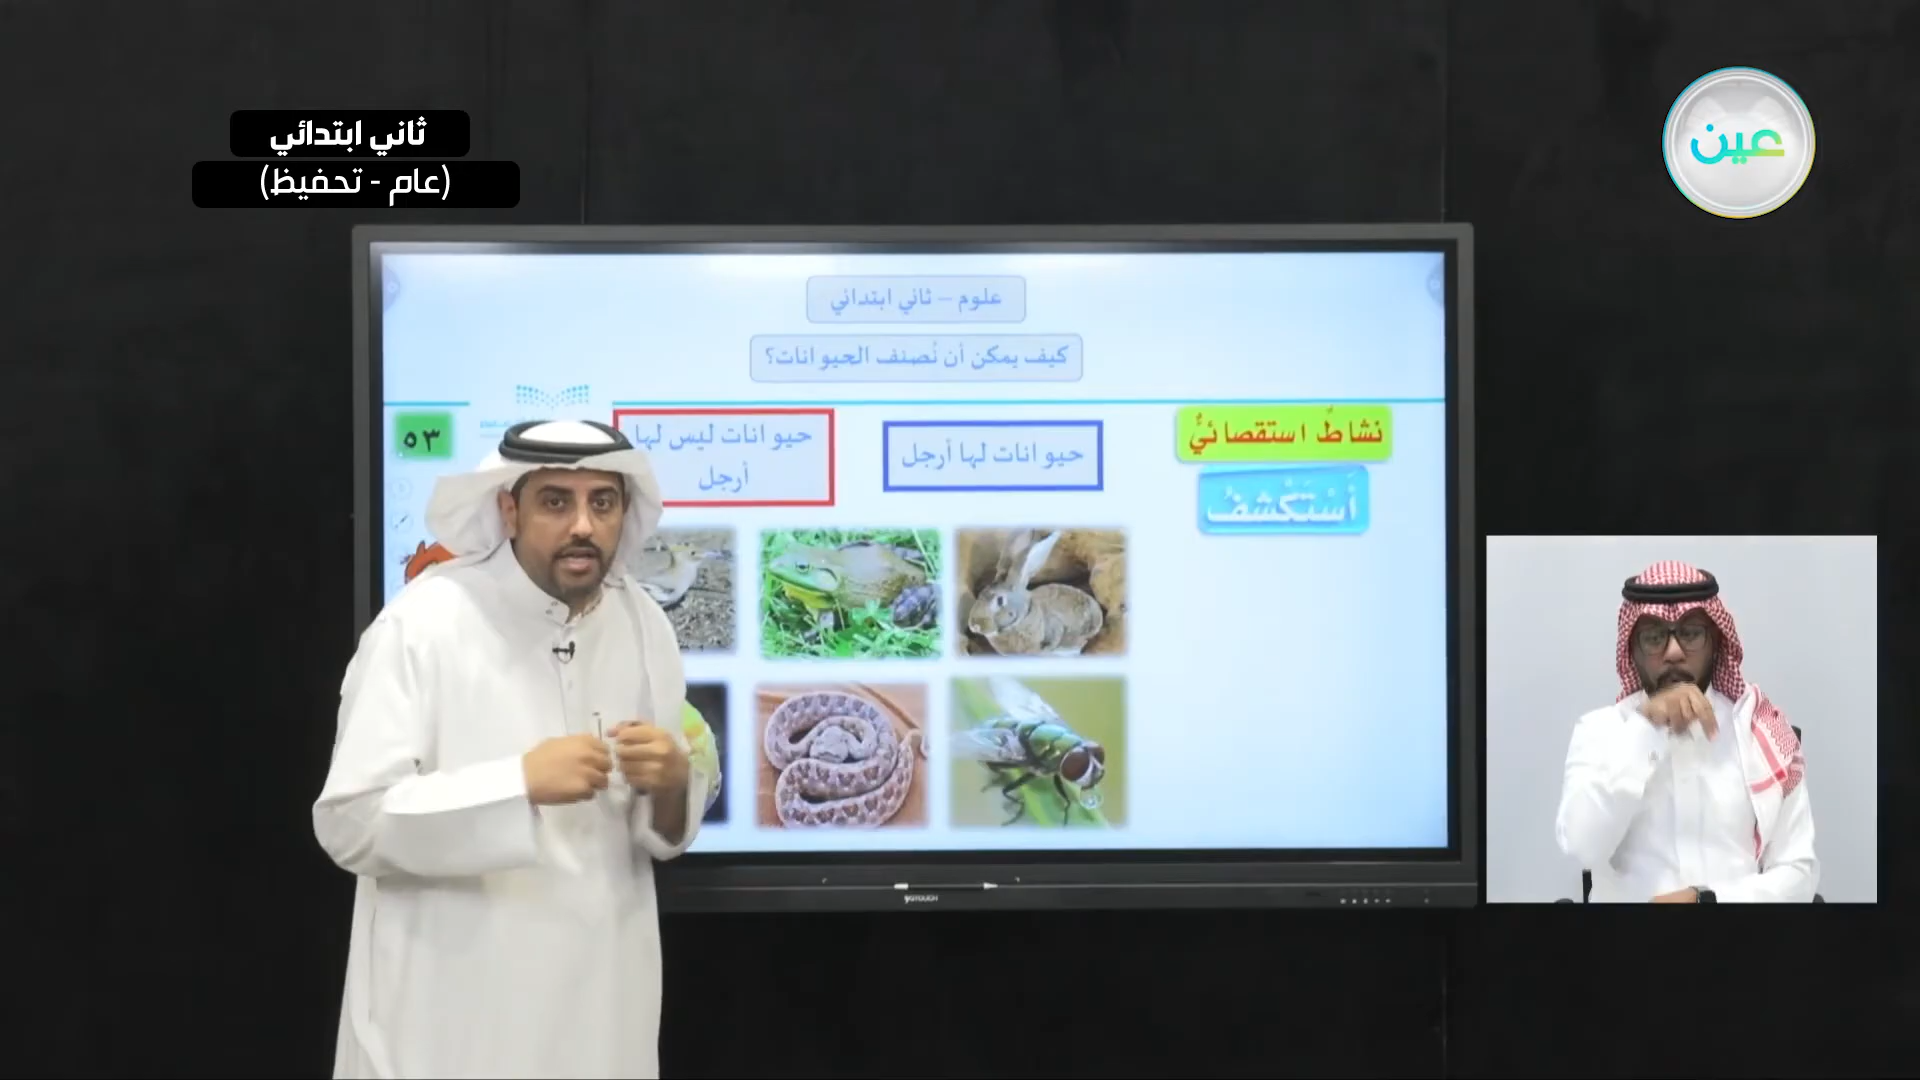 ثاني ابتدائي
(عام - تحفيظ)
عين
علوم – ثاني ابتدائي
كيف يمكن أن نُصنف الحيوانات؟
نشاطٌ استقصائيٌّ
أَسْتَكْشِفُ
حيوانات لها أرجل
حيوانات ليس لها
أرجل
٥٣